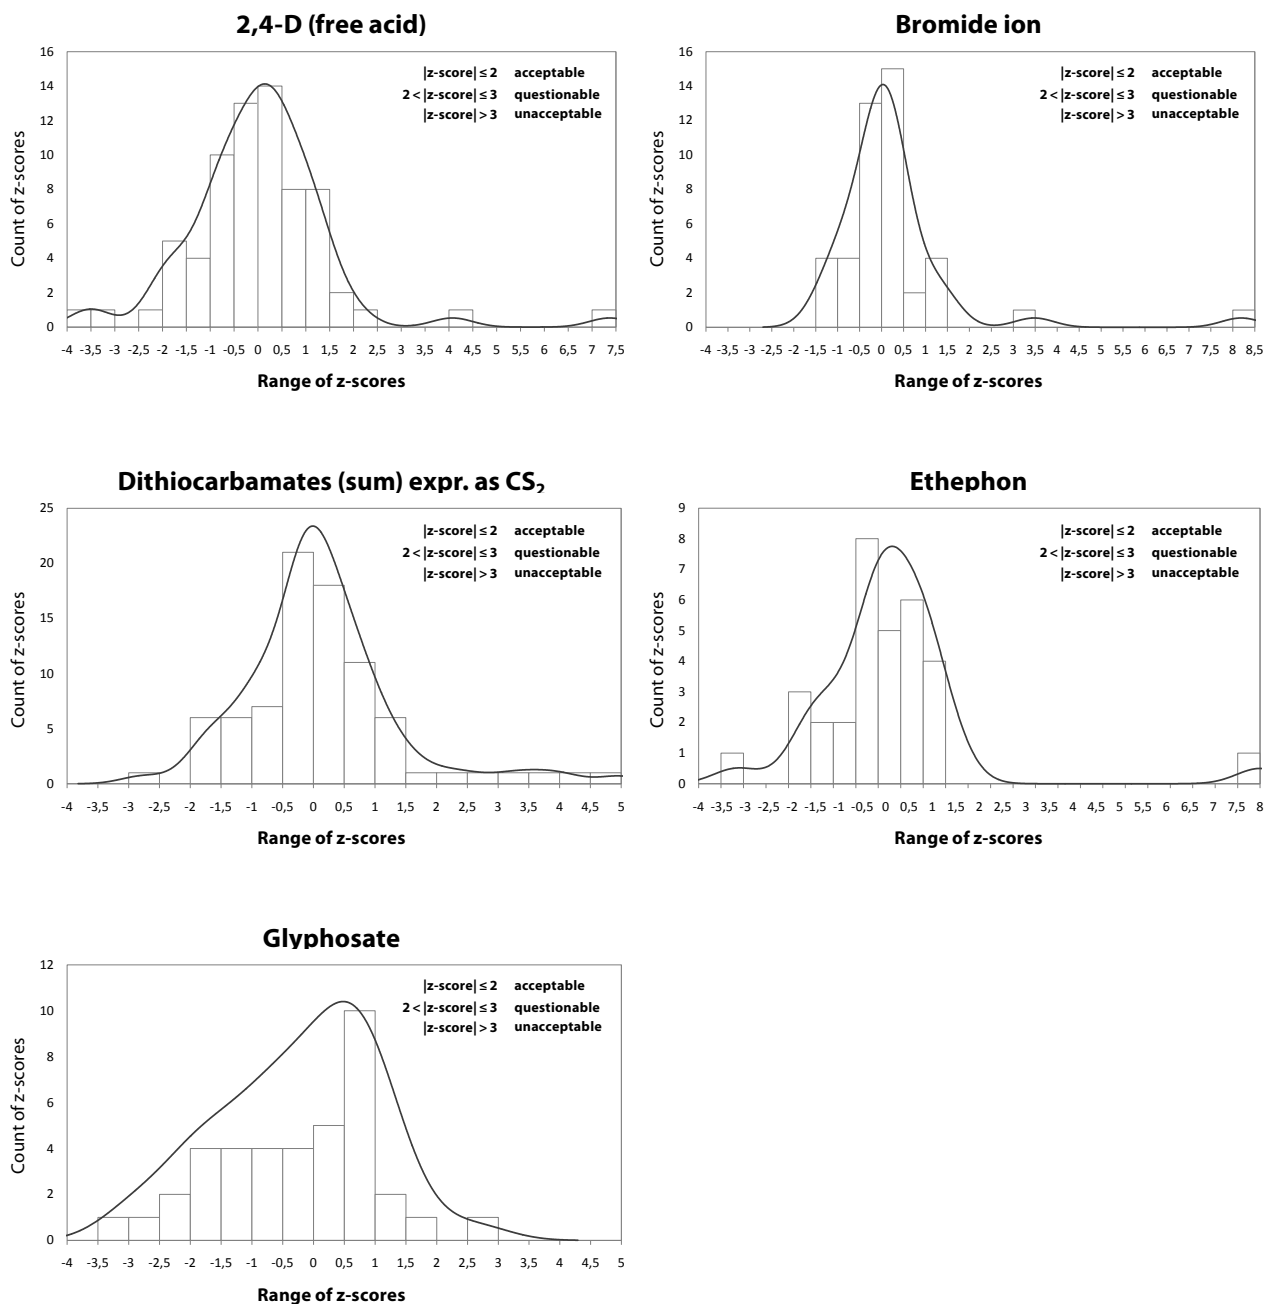 2,4-D (free acid)
16
14
12
10
8
6
4
2
0
Count of z-scores
|z-score| ≤ 2 acceptable
2 < |z-score| ≤ 3 questionable
|z-score| > 3 unacceptable
-4 -3,5 -3 -2,5 -2 -1,5 -1 -0,5 0 0,5 1 1,5 2 2,5 3 3,5 4 4,5 5 5,5 6 6,5 7 7,5
Range of z-scores
Bromide ion
16
14
12
10
8
6
4
2
0
Count of z-scores
|z-score| ≤ 2 acceptable
2 < |z-score| ≤ 3 questionable
|z-score| > 3 unacceptable
-4 -3,5 -3 -2,5 -2 -1,5 -1 -0,5 0 0,5 1 1,5 2 2,5 3 3,5 4 4,5 5 5,5 6 6,5 7 7,5 8 8,5
Range of z-scores
Dithiocarbamates (sum) expr. as CS₂
25
20
15
10
5
0
Count of z-scores
|z-score| ≤ 2 acceptable
2 < |z-score| ≤ 3 questionable
|z-score| > 3 unacceptable
-4 -3,5 -3 -2,5 -2 -1,5 -1 -0,5 0 0,5 1 1,5 2 2,5 3 3,5 4 4,5 5
Range of z-scores
Ethephon
9
8
7
6
5
4
3
2
1
0
Count of z-scores
|z-score| ≤ 2 acceptable
2 < |z-score| ≤ 3 questionable
|z-score| > 3 unacceptable
-4 -3,5 -3 -2,5 -2 -1,5 -1 -0,5 0 0,5 1 1,5 2 2,5 3 3,5 4 4,5 5 5,5 6 6,5 7 7,5 8
Range of z-scores
Glyphosate
12
10
8
6
4
2
0
Count of z-scores
|z-score| ≤ 2 acceptable
2 < |z-score| ≤ 3 questionable
|z-score| > 3 unacceptable
-4 -3,5 -3 -2,5 -2 -1,5 -1 -0,5 0 0,5 1 1,5 2 2,5 3 3,5 4 4,5 5
Range of z-scores